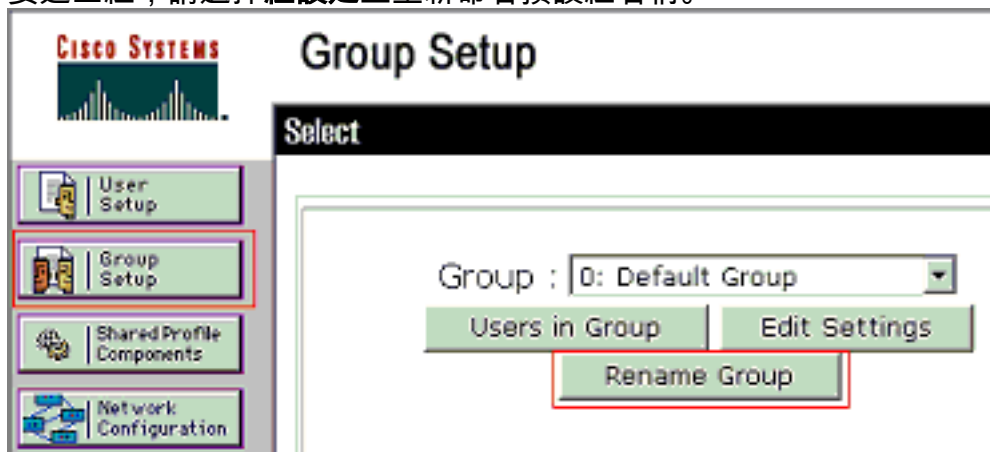 CISCO SYSTEMS
Group Setup
Select
User
Setup
Group
Setup
Shared Profile
Components
Network
Configuration
Group : 0: Default Group
Users in Group
Edit Settings
Rename Group